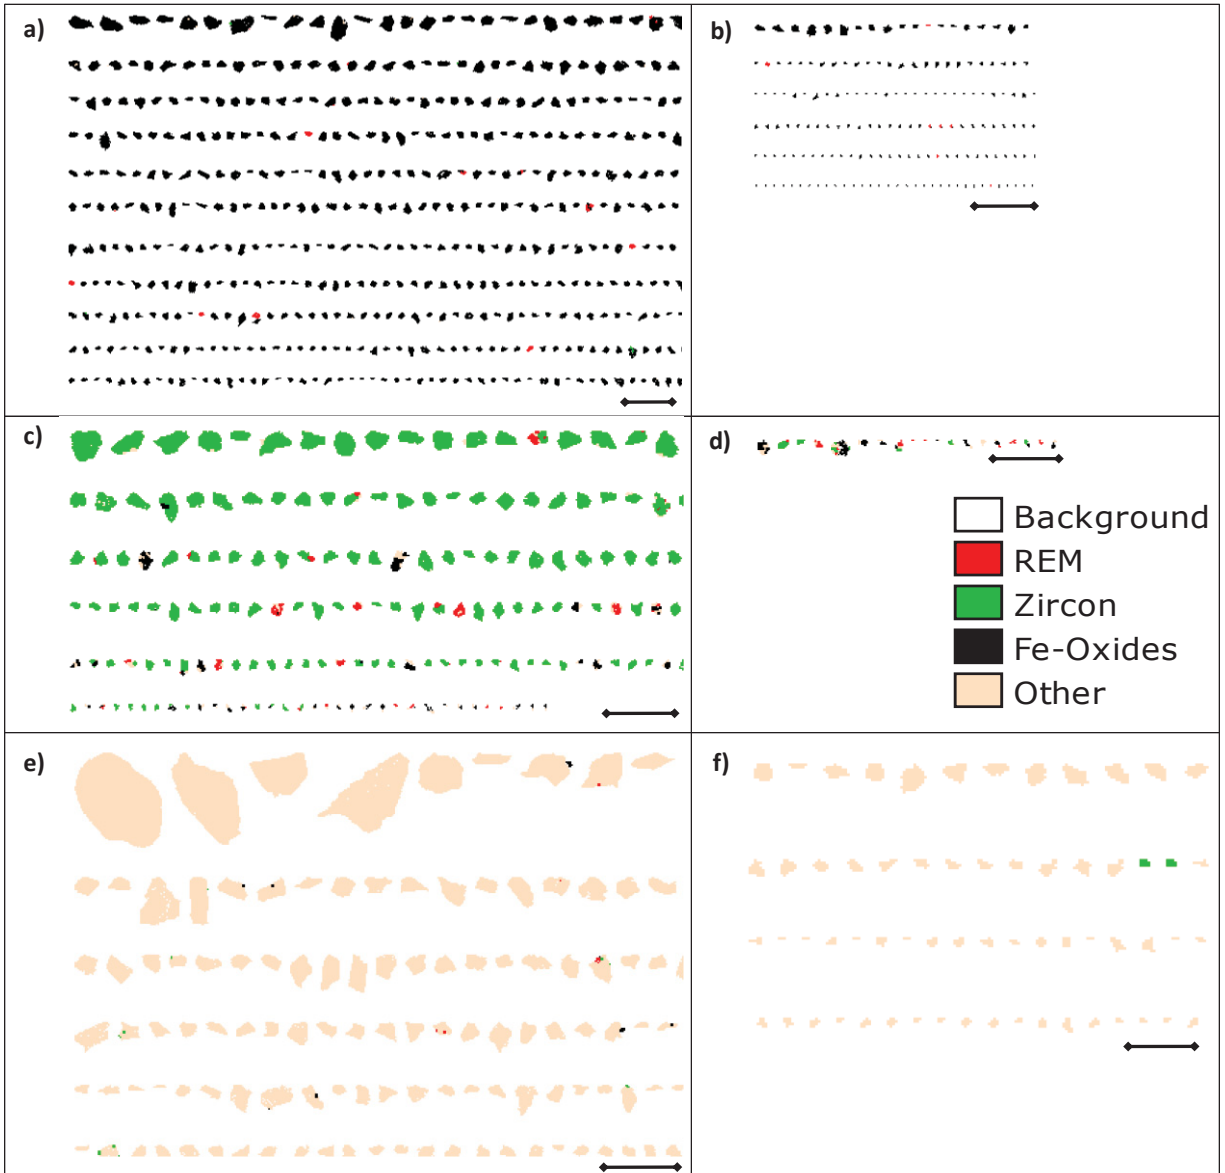 a)
b)
c)
d)
Background
REM
Zircon
Fe-Oxides
Other
e)
f)